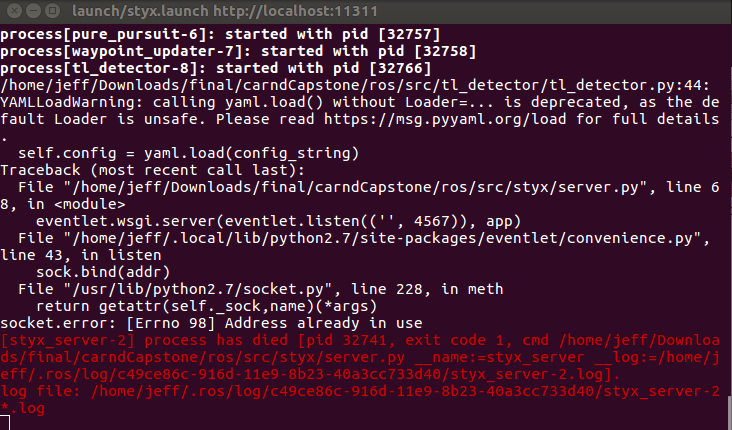 launch/styx.launch http://localhost:11311
process[pure_pursuit-6]: started with pid [32757]
process[waypoint_updater-7]: started with pid [32758]
process[tl_detector-8]: started with pid [32766]
/home/jeff/Downloads/final/carndCapstone/ros/src/tl_detector/tl_detector.py:44:
YAMLLoadWarning: calling yaml.load() without Loader=... is deprecated, as the de
fault Loader is unsafe. Please read https://msg.pyyaml.org/load for full details
.
  self.config = yaml.load(config_string)
Traceback (most recent call last):
  File "/home/jeff/Downloads/final/carndCapstone/ros/src/styx/server.py", line 6
8, in <module>
    eventlet.wsgi.server(eventlet.listen(('', 4567)), app)
  File "/home/jeff/.local/lib/python2.7/site-packages/eventlet/convenience.py",
line 43, in listen
    sock.bind(addr)
  File "/usr/lib/python2.7/socket.py", line 228, in meth
    return getattr(self._sock,name)(*args)
socket.error: [Errno 98] Address already in use
[styx_server-2] process has died [pid 32741, exit code 1, cmd /home/jeff/Downloa
ds/final/carndCapstone/ros/src/styx/server.py __name:=styx_server __log:=/home/j
eff/.ros/log/c49ce86c-916d-11e9-8b23-40a3cc733d40/styx_server-2.log].
log file: /home/jeff/.ros/log/c49ce86c-916d-11e9-8b23-40a3cc733d40/styx_server-2
*.log